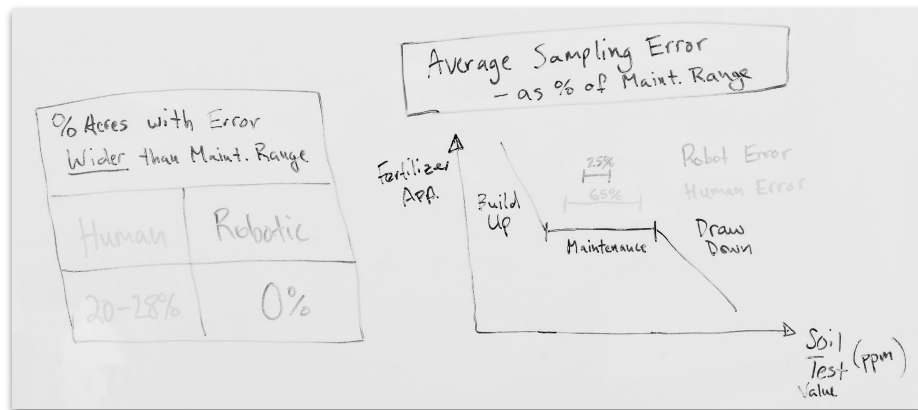 Average Sampling Error
- as % of Maint. Range
% Acres with Error
Wider than Maint. Range
Human
Robotic
20-28%
0%
Fertilizer
App.
Build
Up
25%
65%
Robot Error
Human Error
Maintenance
Draw
Down
Soil
Test
Value
(ppm)